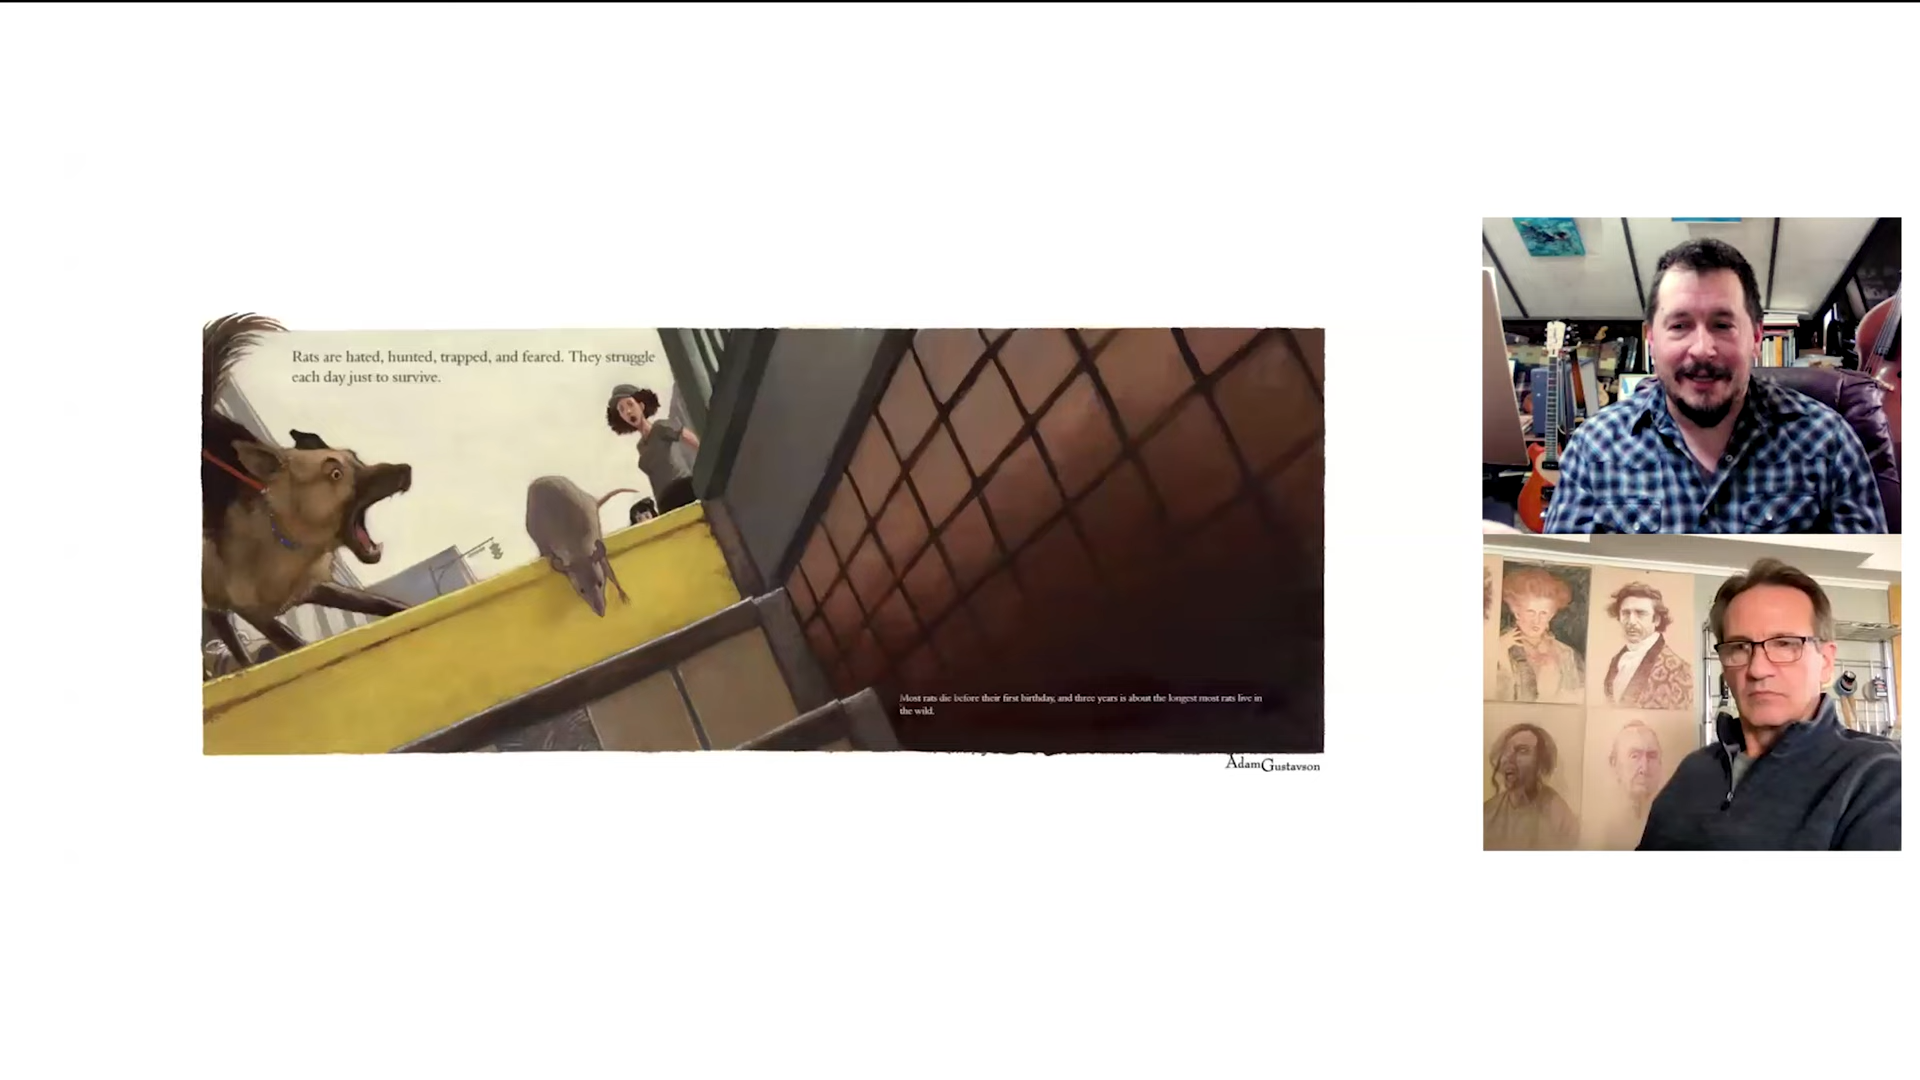 Rats are hated, hunted, trapped, and feared. They struggle
each day just to survive.
Most rats die before their first birthday, and three years is about the longest most rats live in
the wild.
AdamGustavson